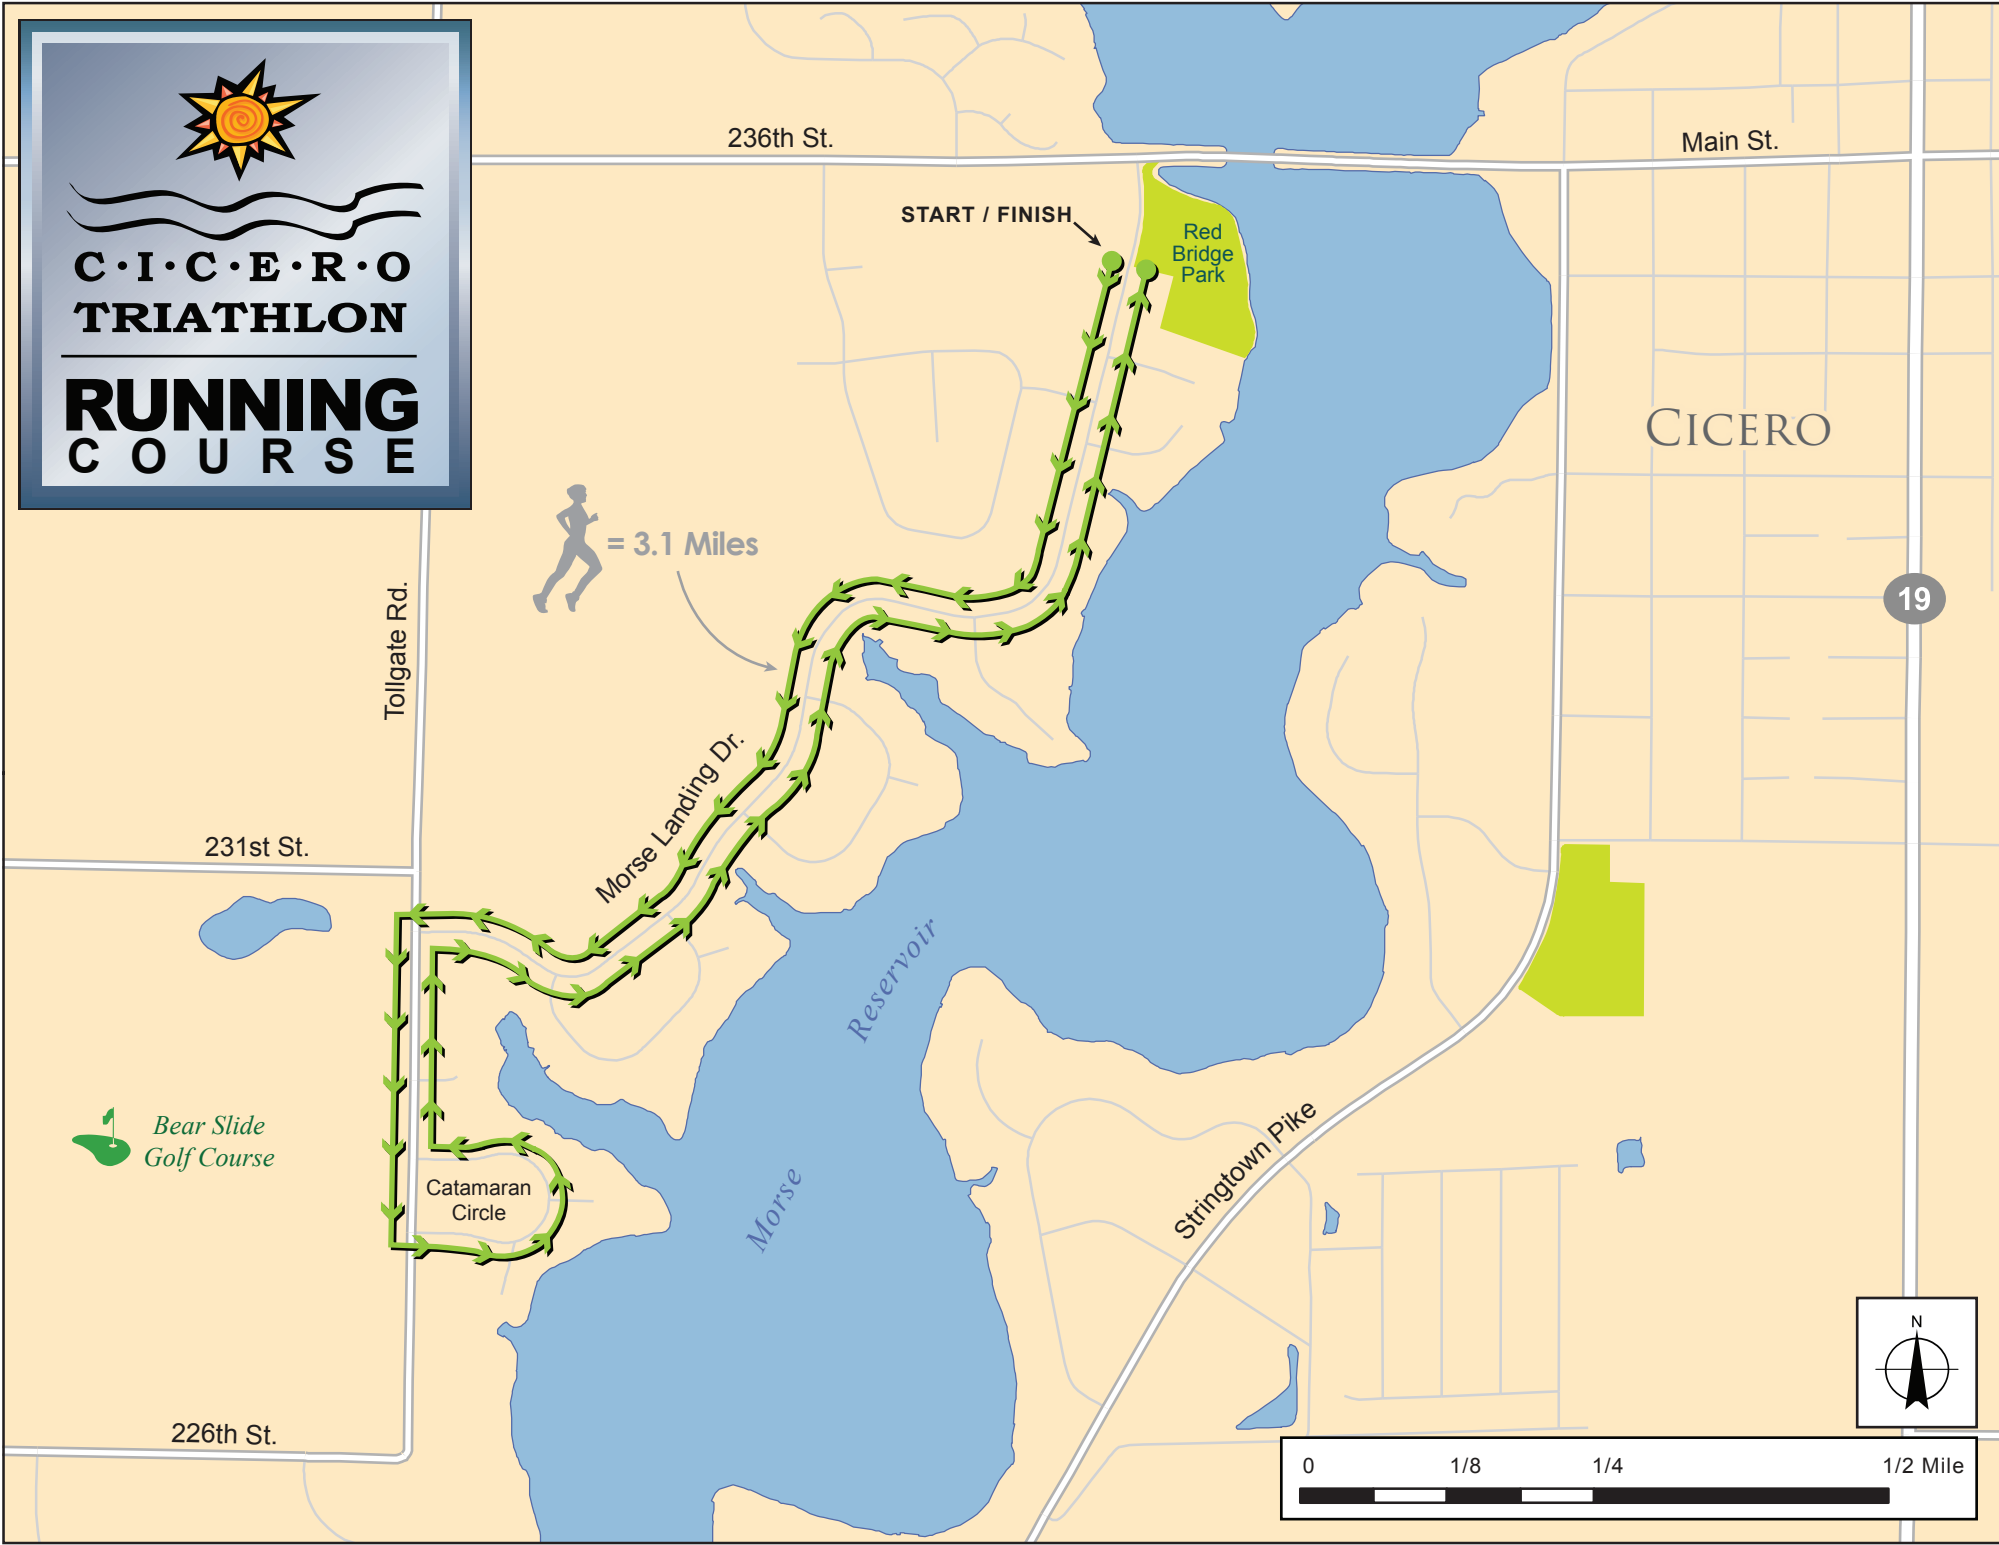 C·I·C·E·R·O
TRIATHLON
RUNNING
COURSE
236th St.
Main St.
START / FINISH
Red
Bridge
Park
CICERO
= 3.1 Miles
19
Tollgate Rd.
Morse Landing Dr.
231st St.
Reservoir
Morse
Bear Slide
Golf Course
Catamaran
Circle
Stringtown Pike
226th St.
N
0 1/8 1/4 1/2 Mile